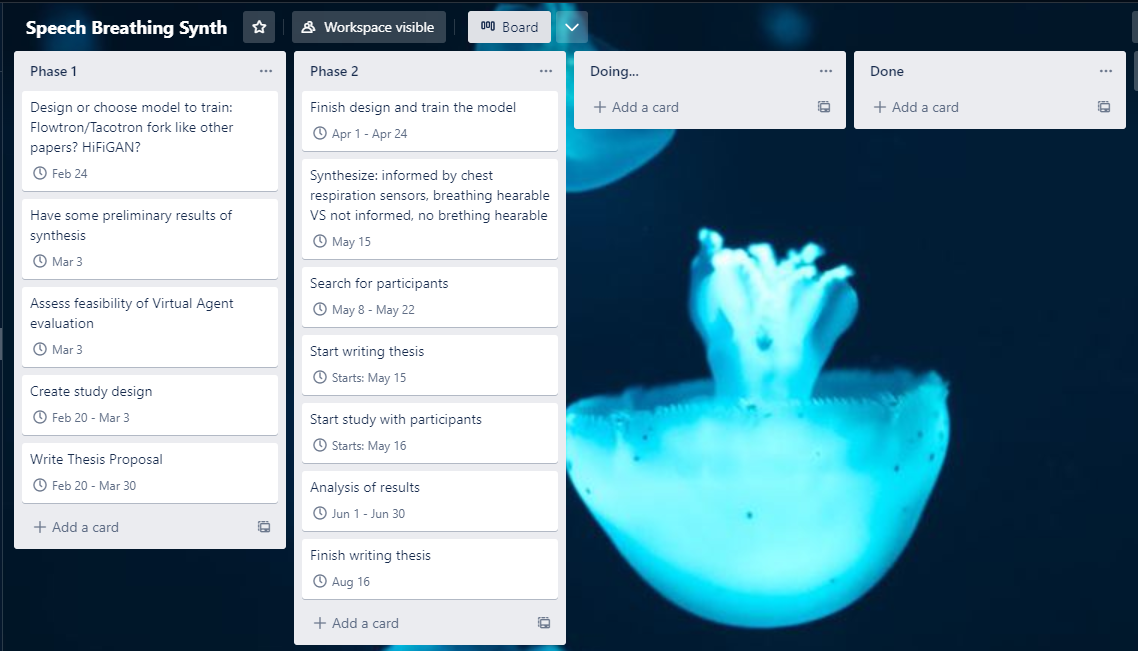 Speech Breathing Synth
Workspace visible
Board
Phase 1
Design or choose model to train:
Flowtron/Tacotron fork like other
papers? HiFiGAN?
Feb 24
Have some preliminary results of
synthesis
Mar 3
Assess feasibility of Virtual Agent
evaluation
Mar 3
Create study design
Feb 20 - Mar 3
Write Thesis Proposal
Feb 20 - Mar 30
+ Add a card
Phase 2
Finish design and train the model
Apr 1 - Apr 24
Synthesize: informed by chest
respiration sensors, breathing hearable
VS not informed, no brething hearable
May 15
Search for participants
May 8 - May 22
Start writing thesis
Starts: May 15
Start study with participants
Starts: May 16
Analysis of results
Jun 1 - Jun 30
Finish writing thesis
Aug 16
+ Add a card
Doing...
+ Add a card
Done
+ Add a card